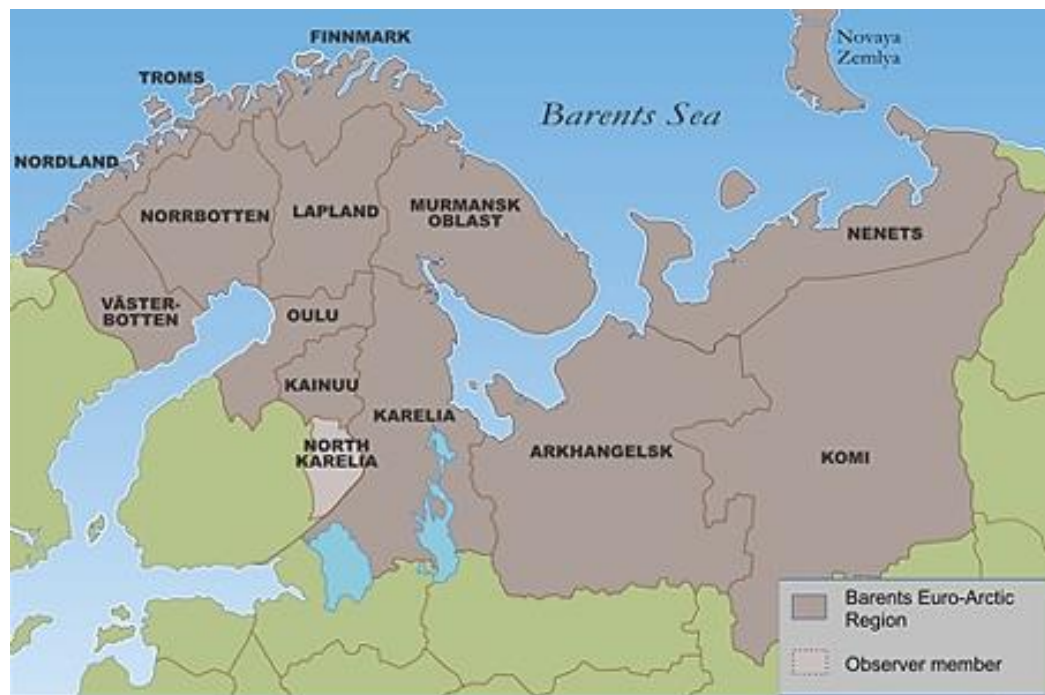 FINNMARK
Novaya
Zemlya
TROMS
Barents Sea
NORDLAND
NORRBOTTEN
LAPLAND
MURMANSK
OBLAST
NENETS
VÄSTER-
BOTTEN
OULU
KAINUU
KARELIA
NORTH
KARELIA
ARKHANGELSK
KOMI
Barents Euro-Arctic
Region
Observer member